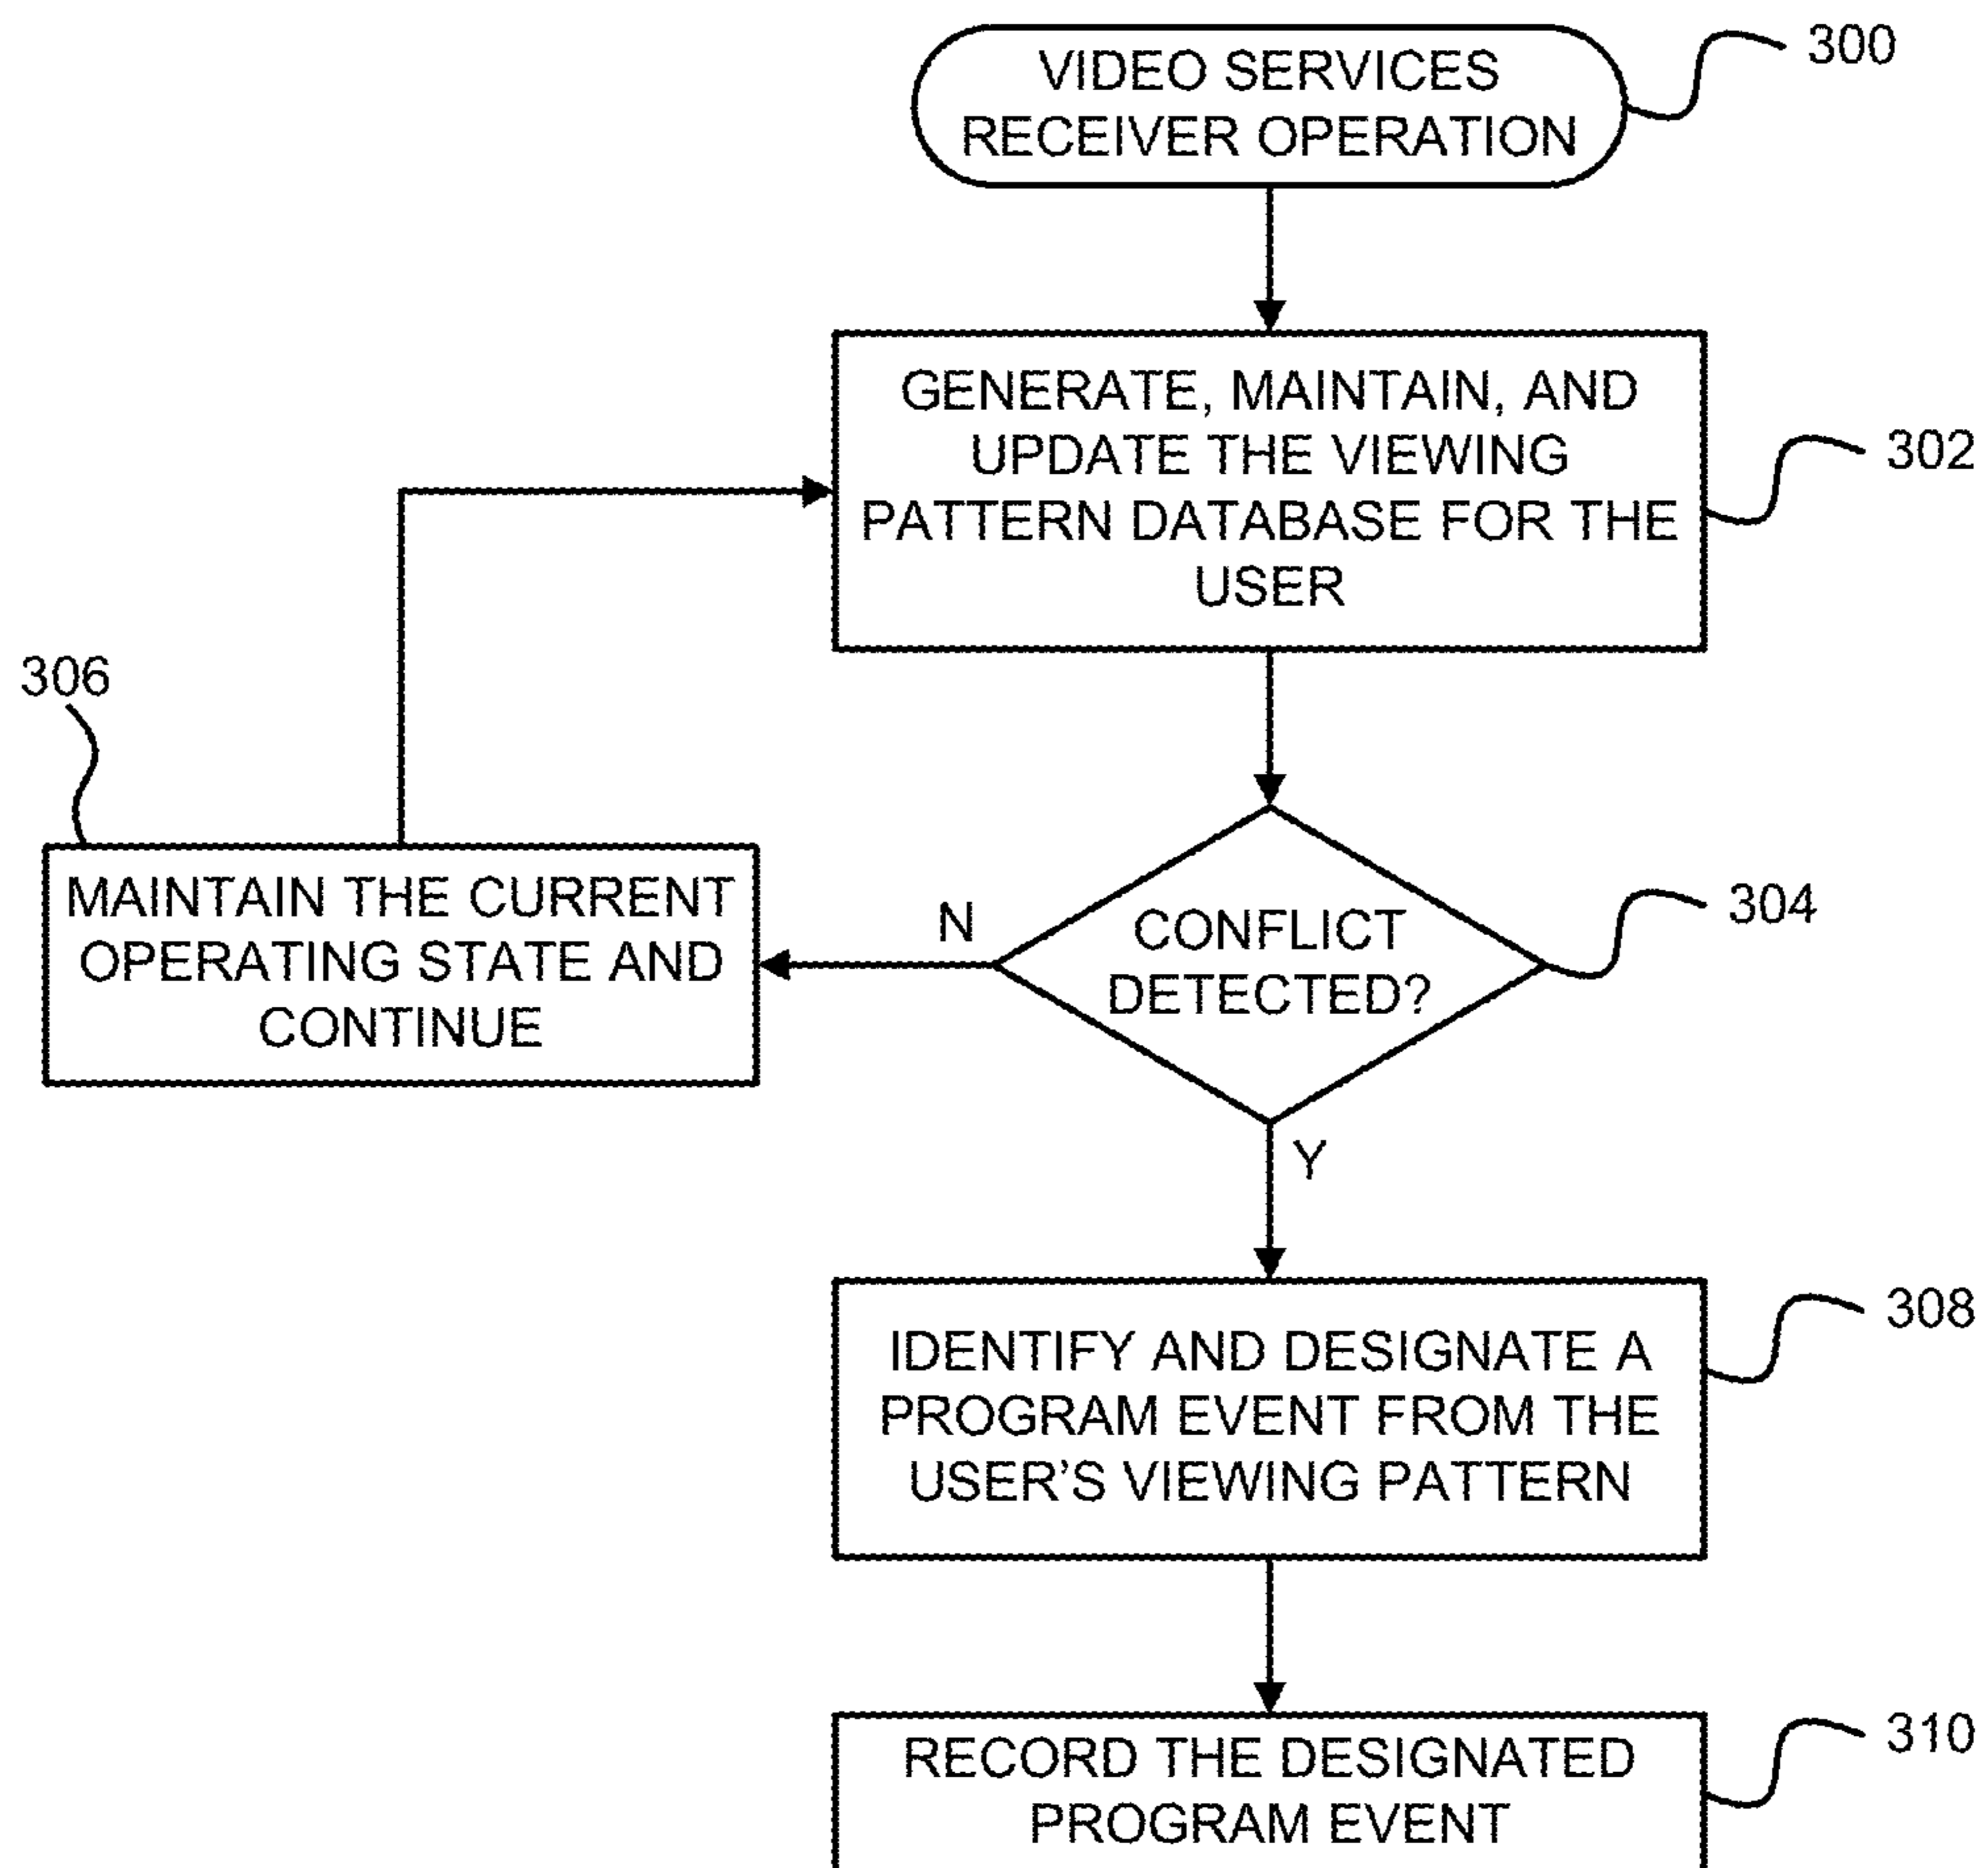 VIDEO SERVICES
RECEIVER OPERATION
300
GENERATE, MAINTAIN, AND
UPDATE THE VIEWING
PATTERN DATABASE FOR THE
USER
302
306
MAINTAIN THE CURRENT
OPERATING STATE AND
CONTINUE
N
CONFLICT
DETECTED?
304
Y
IDENTIFY AND DESIGNATE A
PROGRAM EVENT FROM THE
USER'S VIEWING PATTERN
308
RECORD THE DESIGNATED
PROGRAM EVENT
310